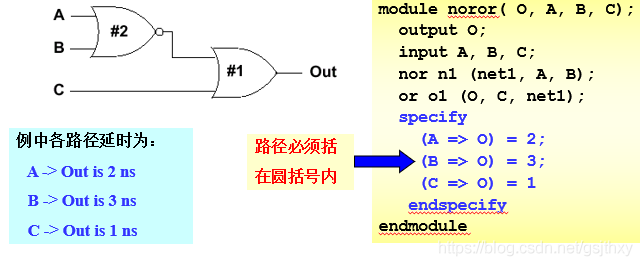 A
B
C
#2
#1
Out
例中各路径延时为：
A -> Out is 2 ns
B -> Out is 3 ns
C -> Out is 1 ns
路径必须括
在圆括号内
module noror( O, A, B, C);
output O;
input A, B, C;
nor n1 (net1, A, B);
or o1 (O, C, net1);
specify
(A => O) = 2;
(B => O) = 3;
(C => O) = 1
endspecify
endmodule
https://blog.csdn.net/gsjthxy